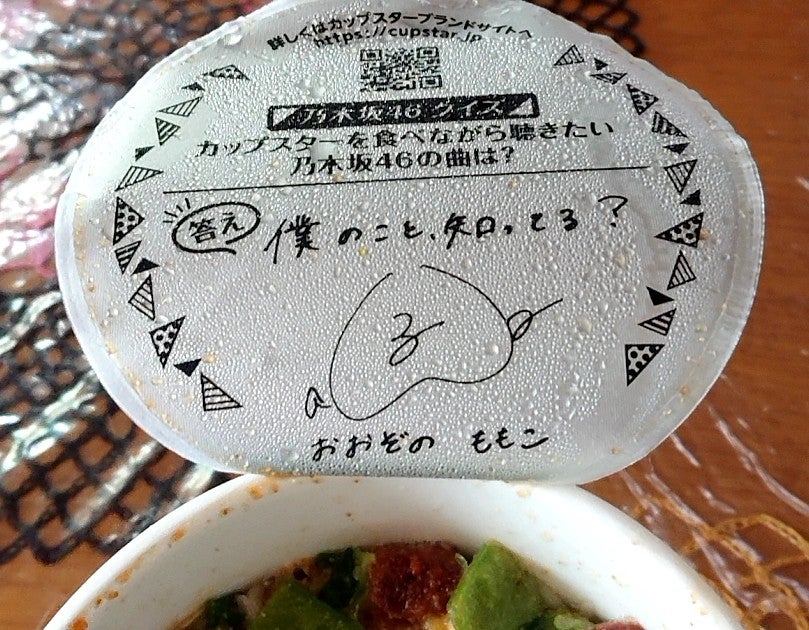 詳しくはカップスターブランドサイトへ
https://cupstar.jp
乃木坂46クイズ
カップスターを食べながら聴きたい
乃木坂46の曲は?
答え
僕のこと、知ってる?
おおぞの ももこ